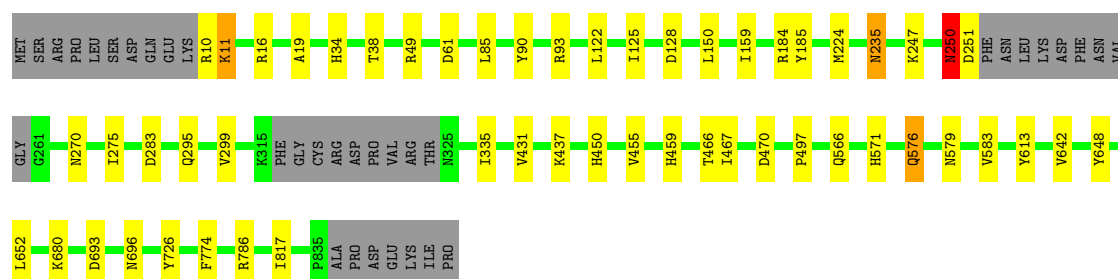 MET SER ARG PRO LEU SER ASP GLN GLU LYS R10 K11 R16 A19 H34 T38 R49 D61 L85 Y90 R93 L122 I125 D128 L150 I159 R184 Y185 M224 N235 K247 N250 D251 PHE ASN LEU LYS ASP PHE ASN VAL
GLY G261 N270 I275 D283 Q295 V299 K315 PHE GLY CYS ARG ASP PRO VAL ARG THR N325 I335 V431 K437 H450 V455 H459 T466 I467 D470 P497 Q566 H571 Q576 N579 V583 Y613 V642 Y648
L652 K680 D693 N696 Y726 F774 R786 I817 P835 ALA PRO ASP GLU LYS ILE PRO